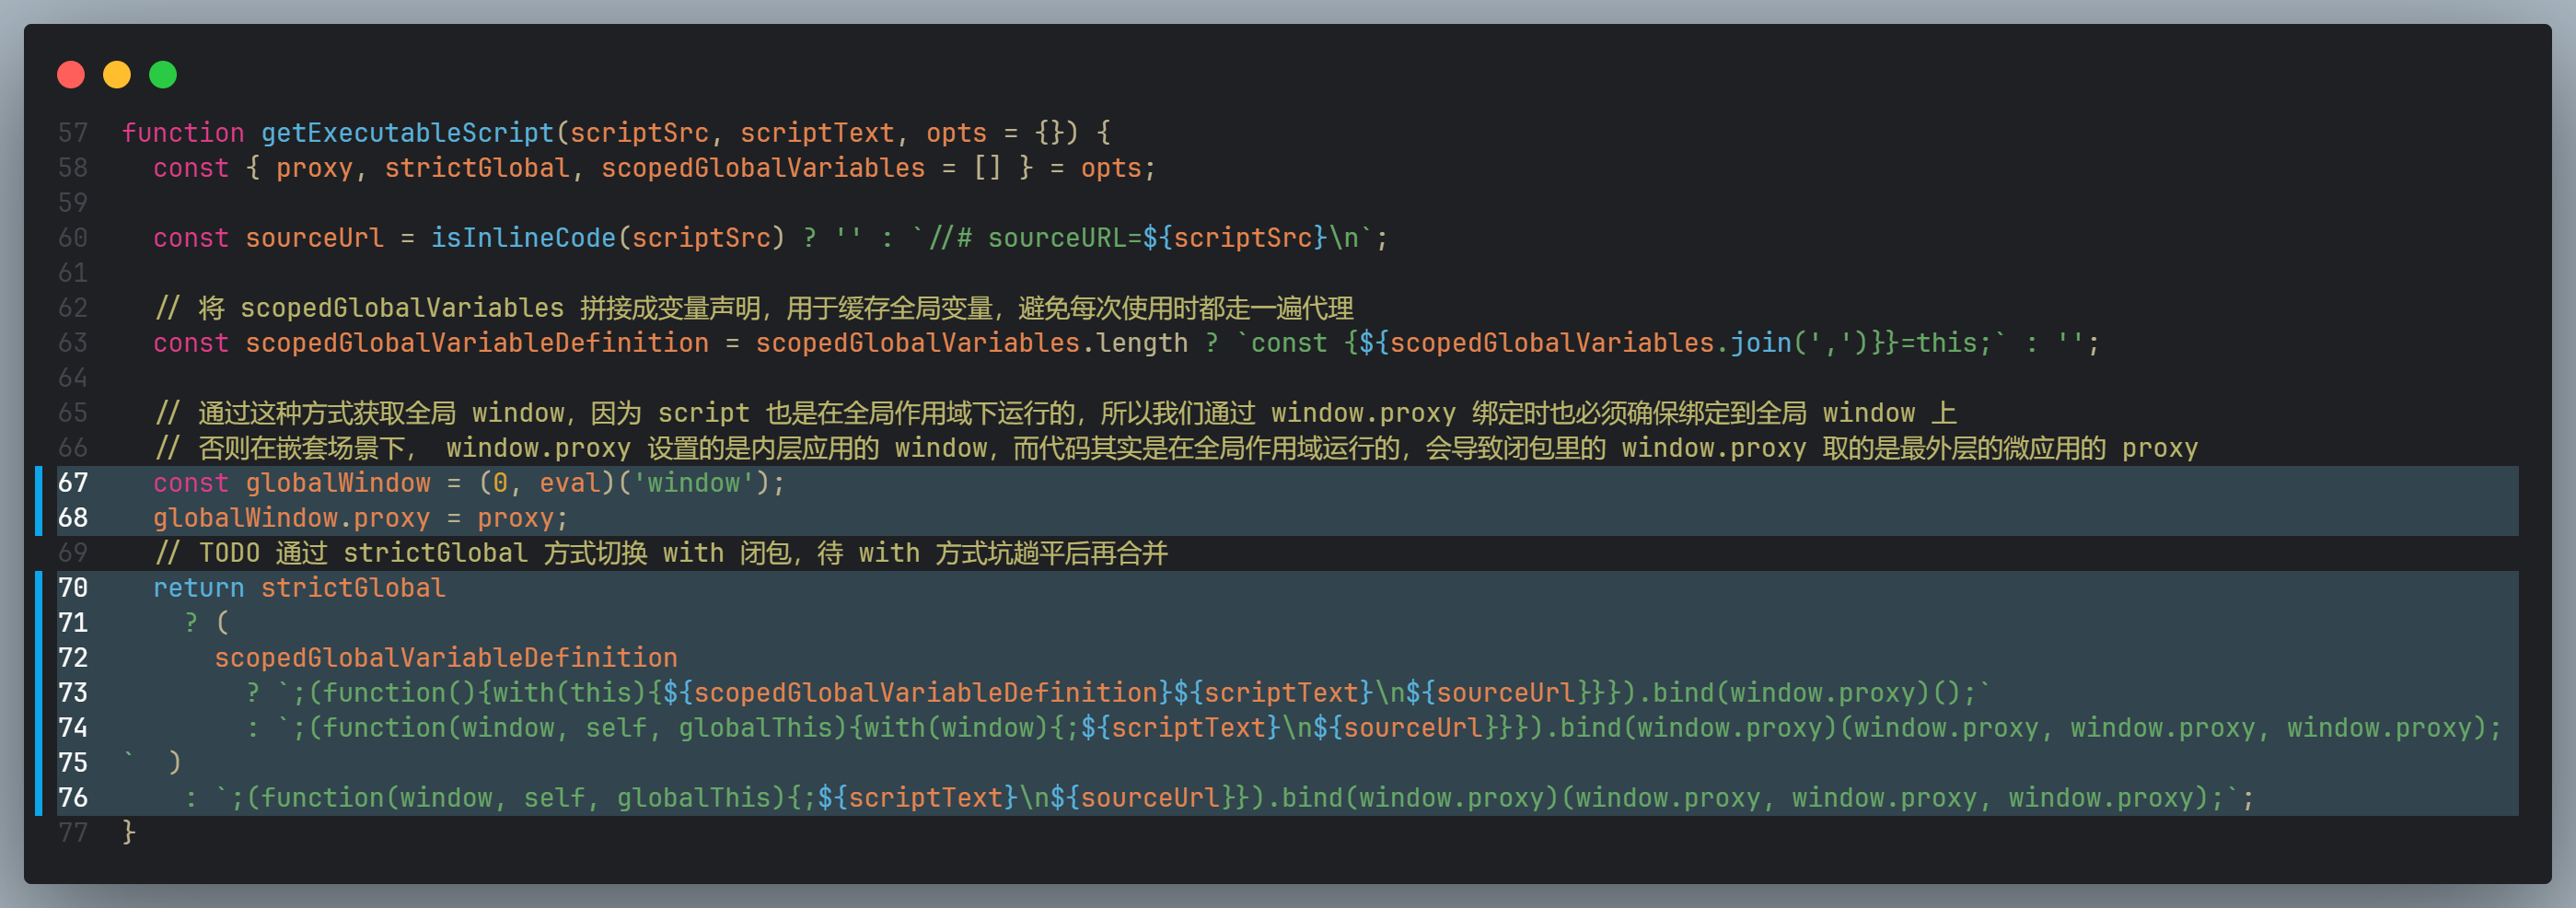 57 function getExecutableScript(scriptSrc, scriptText, opts = {}) {
58   const { proxy, strictGlobal, scopedGlobalVariables = [] } = opts;
59
60   const sourceUrl = isInlineCode(scriptSrc) ? '' : `//# sourceURL=${scriptSrc}\n`;
61
62   // 将 scopedGlobalVariables 拼接成变量声明，用于缓存全局变量，避免每次使用时都走一遍代理
63   const scopedGlobalVariableDefinition = scopedGlobalVariables.length ? `const {${scopedGlobalVariables.join(',')}}=this;` : '';
64
65   // 通过这种方式获取全局 window，因为 script 也是在全局作用域下运行的，所以我们通过 window.proxy 绑定时也必须确保绑定到全局 window 上
66   // 否则在嵌套场景下， window.proxy 设置的是内层应用的 window，而代码其实是在全局作用域运行的，会导致闭包里的 window.proxy 取的是最外层的微应用的 proxy
67   const globalWindow = (0, eval)('window');
68   globalWindow.proxy = proxy;
69   // TODO 通过 strictGlobal 方式切换 with 闭包，待 with 方式坑趟平后再合并
70   return strictGlobal
71     ? (
72       scopedGlobalVariableDefinition
73         ? `;(function(){with(this){${scopedGlobalVariableDefinition}${scriptText}\n${sourceUrl}}}).bind(window.proxy)();`
74         : `;(function(window, self, globalThis){with(window){;${scriptText}\n${sourceUrl}}}).bind(window.proxy)(window.proxy, window.proxy, window.proxy);
75 `  )
76     : `;(function(window, self, globalThis){;${scriptText}\n${sourceUrl}}).bind(window.proxy)(window.proxy, window.proxy, window.proxy);`;
77 }